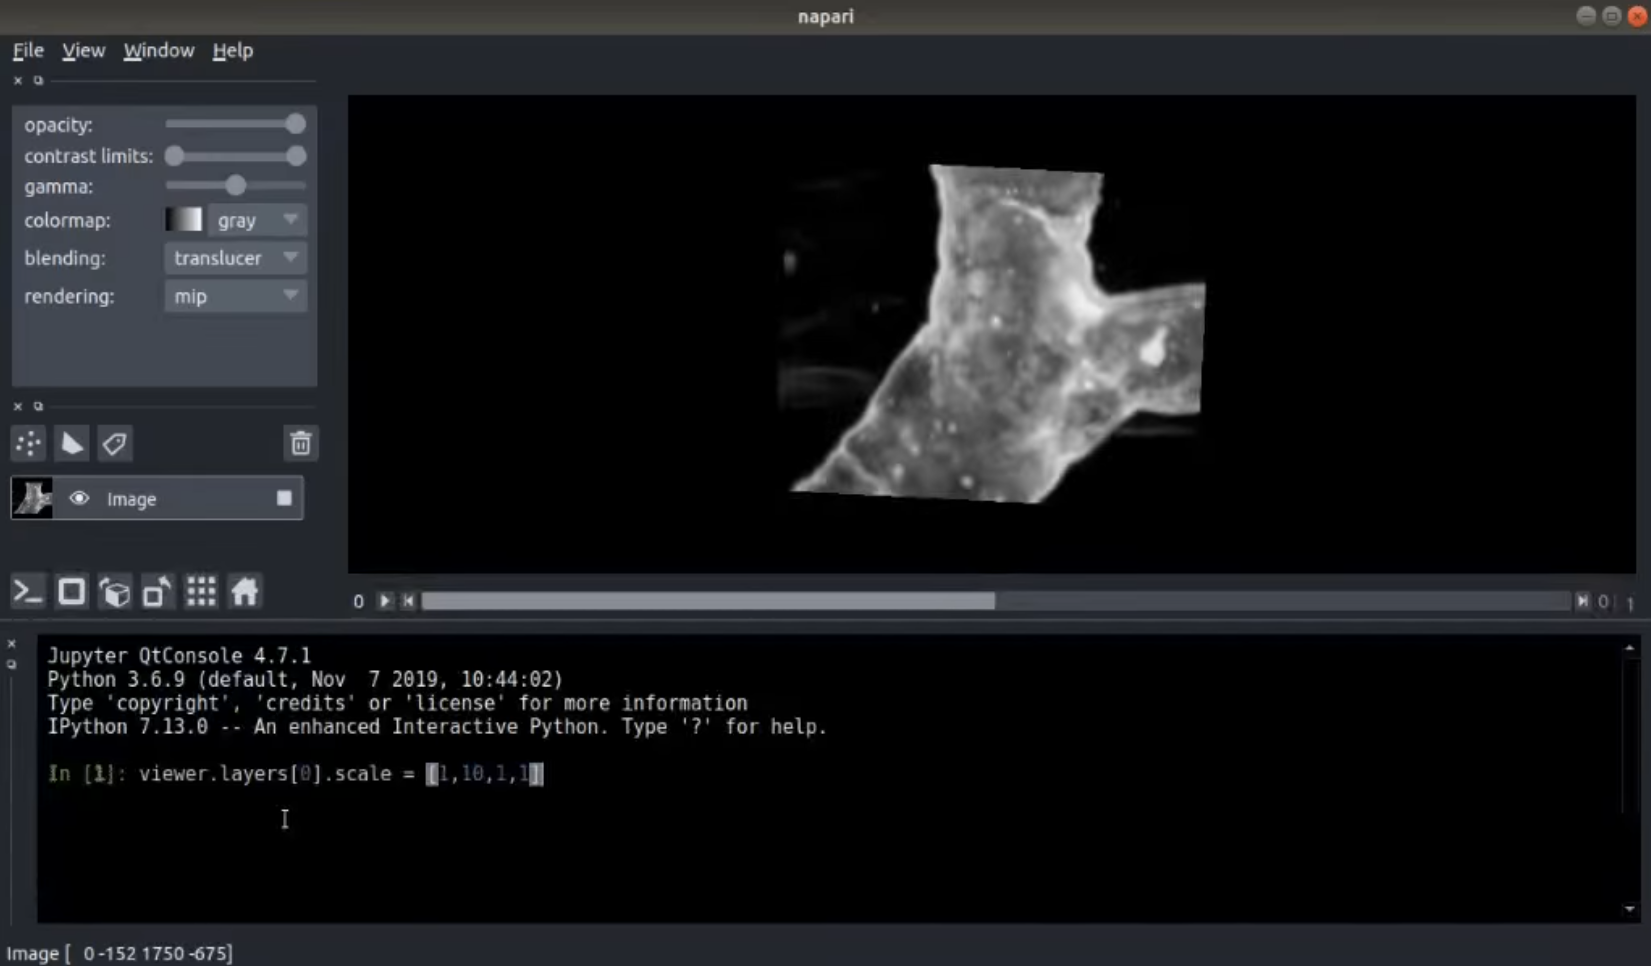 napari
File View Window Help
opacity:
contrast limits:
gamma:
colormap: gray
blending: translucer
rendering: mip
Image
0 0 1
Jupyter QtConsole 4.7.1
Python 3.6.9 (default, Nov  7 2019, 10:44:02)
Type 'copyright', 'credits' or 'license' for more information
IPython 7.13.0 -- An enhanced Interactive Python. Type '?' for help.
In [1]: viewer.layers[0].scale = [1,10,1,1]
Image [  0 -152 1750 -675]